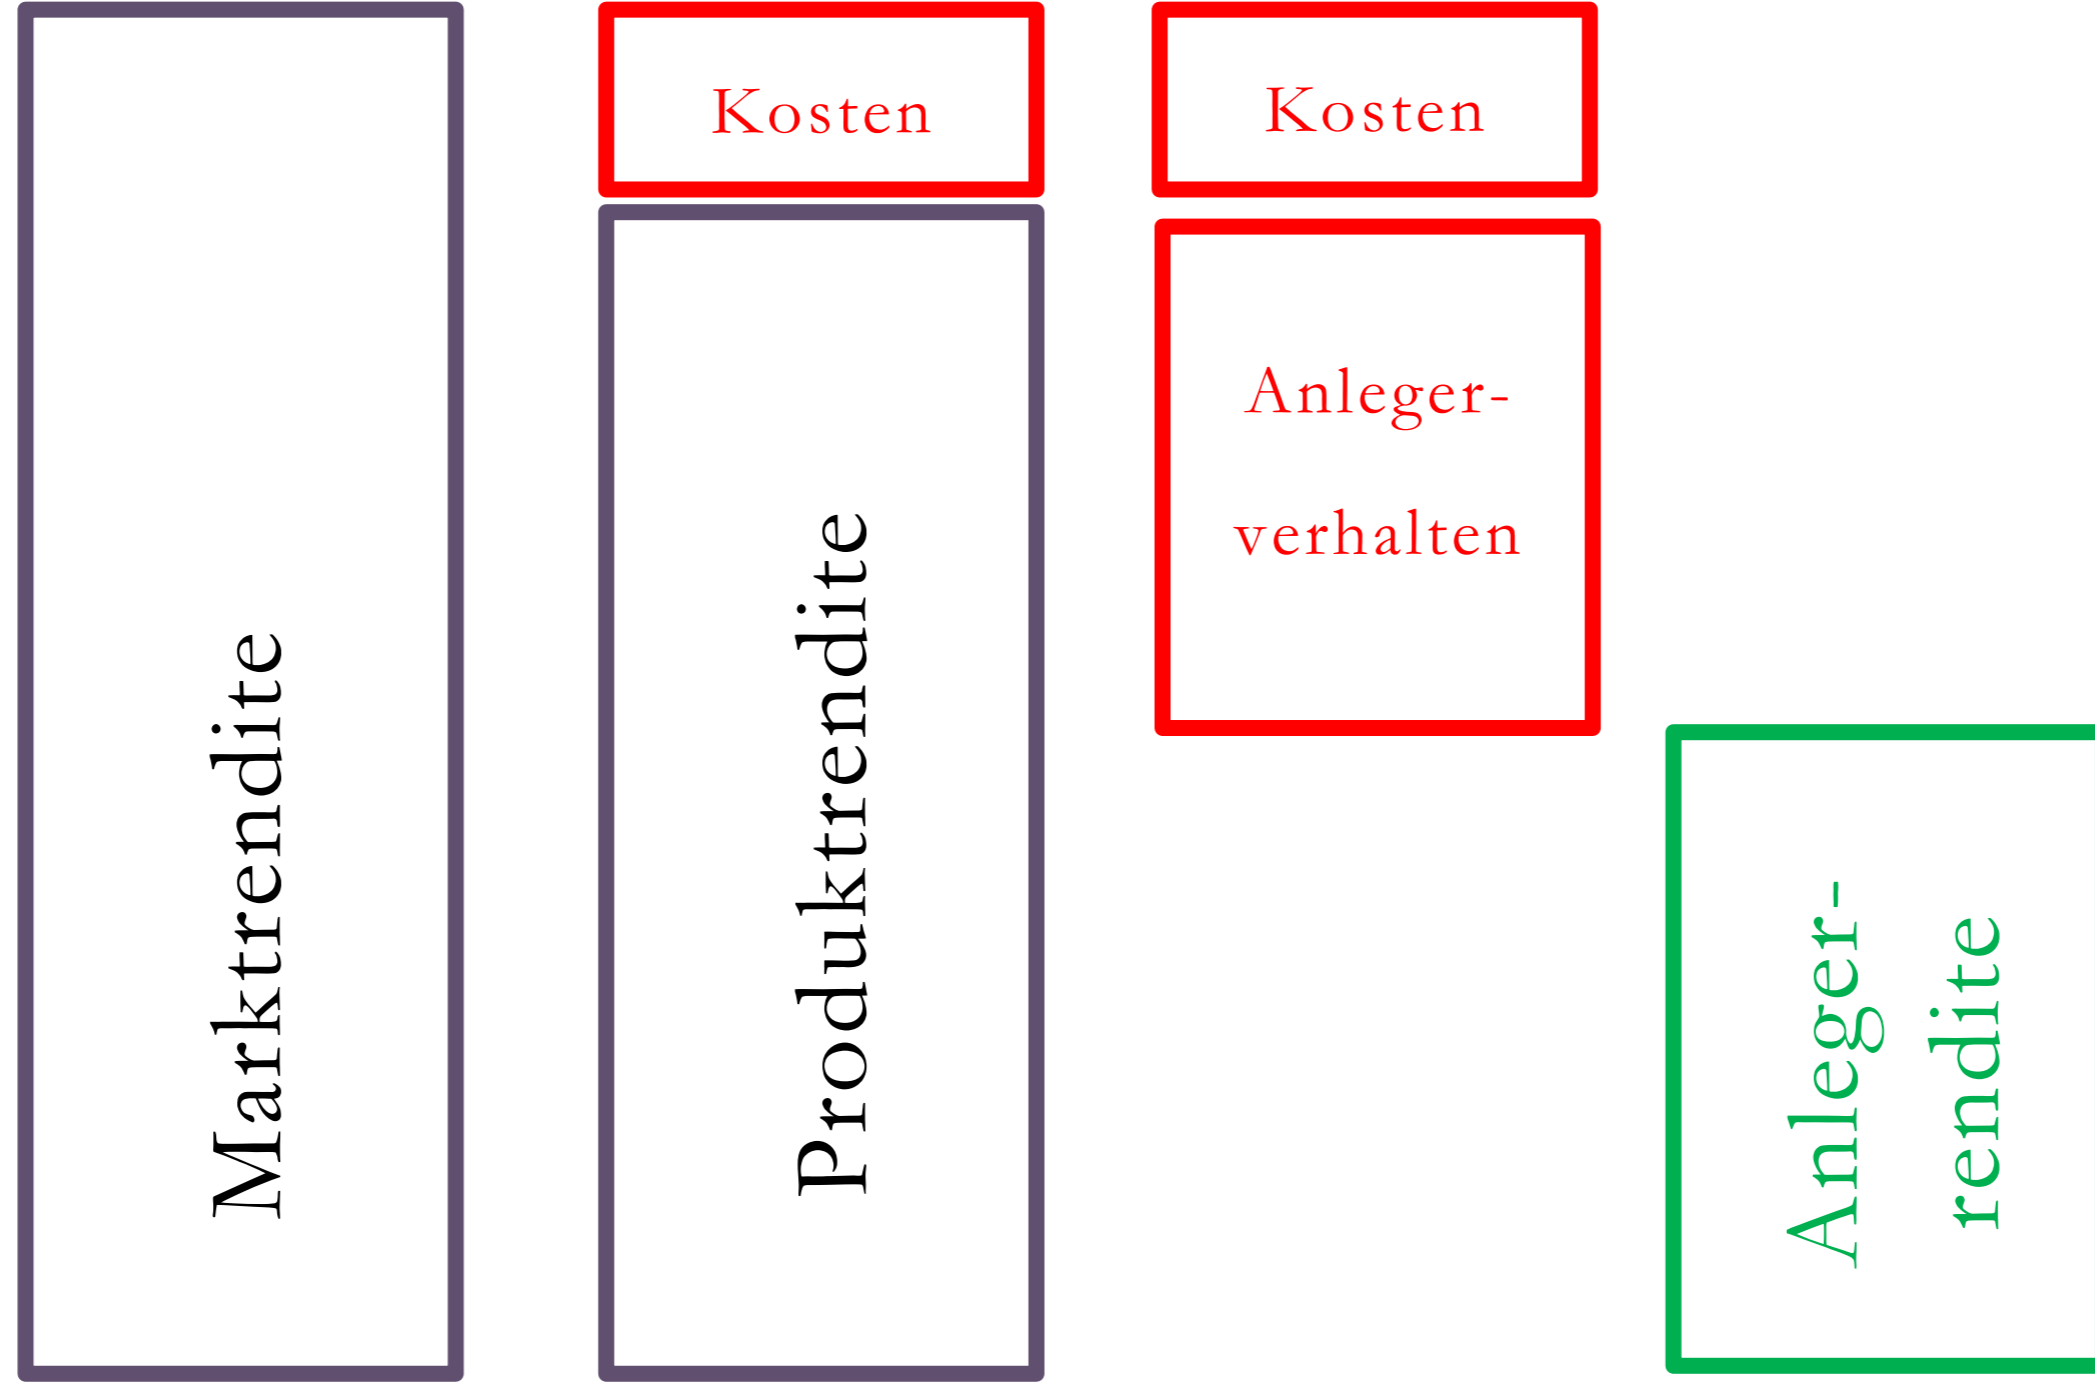 Marktrendite
Kosten
Produktrendite
Kosten
Anleger-
verhalten
Anleger-
rendite